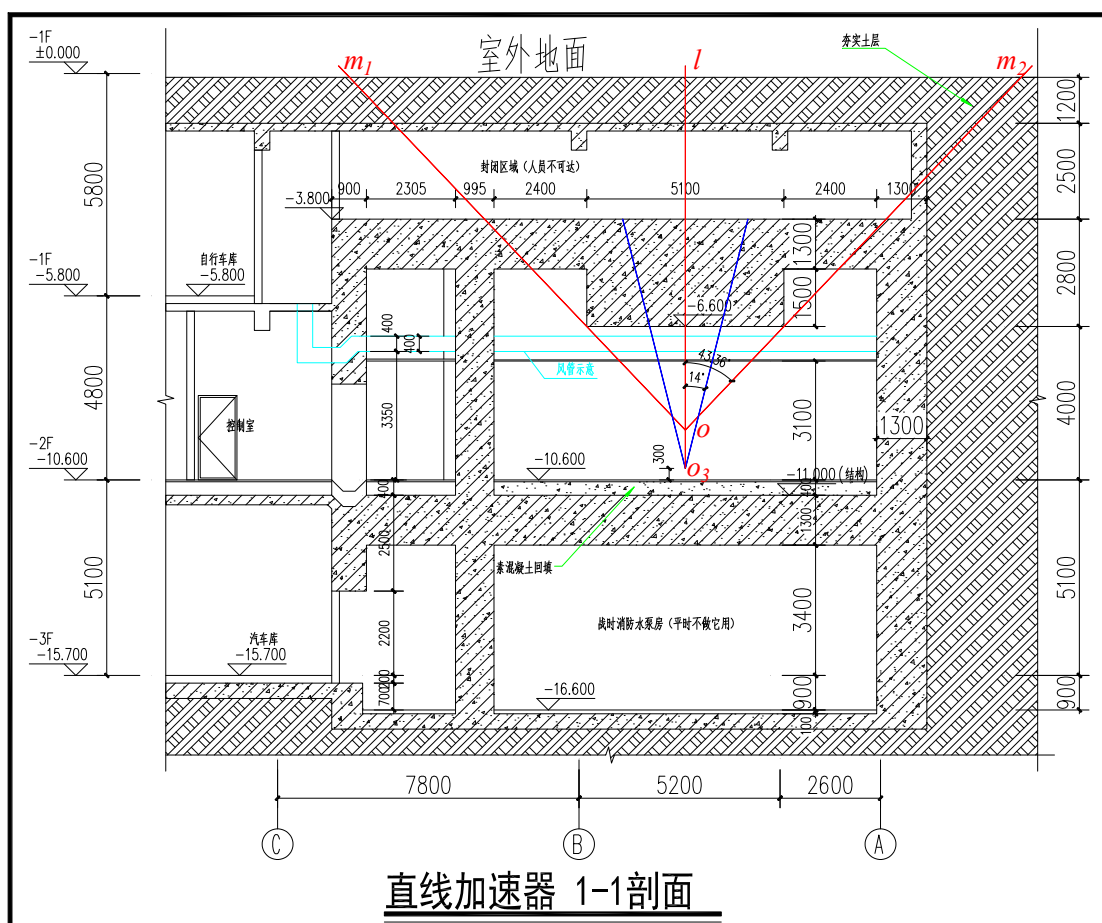 -1F
±0.000
室外地面
m₁
l
m₂
夯实土层
1200
封闭区域（人员不可达）
5800
2500
900
2305
995
2400
5100
2400
1300
-3.800
自行车库
-5.800
-1F
-5.800
1300
1500
2800
-6.600
400
400
风管示意
43.36°
14°
4800
控制室
3350
3100
4000
1300
o
300
o₃
-2F
-10.600
-10.600
-11.000(结构)
400
400
1300
2500
素混凝土回填
5100
5100
战时消防水泵房（平时不做它用）
3400
2200
汽车库
-15.700
-3F
-15.700
200
700
-16.600
900
100
900
7800
5200
2600
C
B
A
直线加速器 1-1剖面